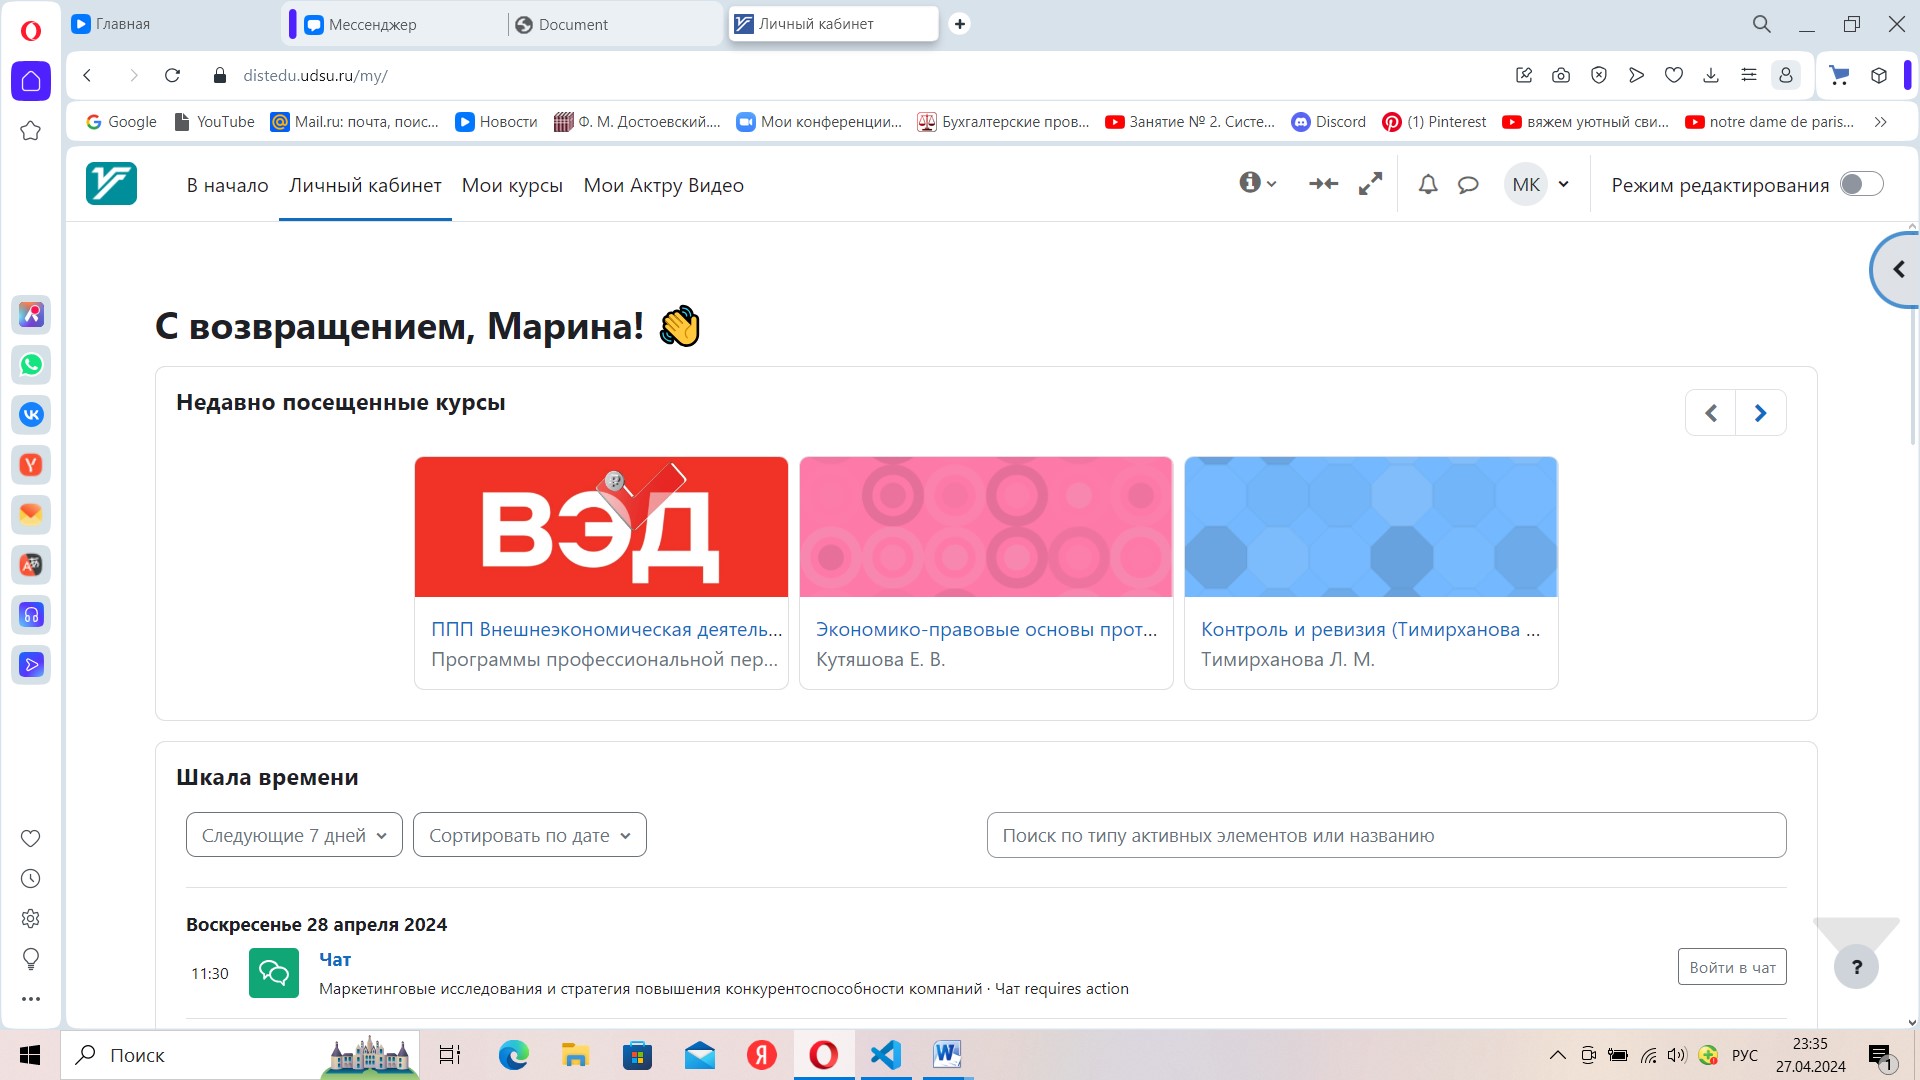 Главная
Мессенджер
Document
Личный кабинет
distedu.udsu.ru/my/
Google
YouTube
Mail.ru: почта, поис...
Новости
Ф. М. Достоевский....
Мои конференции...
Бухгалтерские пров...
Занятие № 2. Систе...
Discord
(1) Pinterest
вяжем уютный сви...
notre dame de paris...
В начало
Личный кабинет
Мои курсы
Мои Актру Видео
МК
Режим редактирования
С возвращением, Марина!
Недавно посещенные курсы
ВЭД
ППП Внешнеэкономическая деятель...
Программы профессиональной пер...
Экономико-правовые основы прот...
Кутяшова Е. В.
Контроль и ревизия (Тимирханова ...
Тимирханова Л. М.
Шкала времени
Следующие 7 дней
Сортировать по дате
Поиск по типу активных элементов или названию
Воскресенье 28 апреля 2024
11:30
Чат
Маркетинговые исследования и стратегия повышения конкурентоспособности компаний · Чат requires action
Войти в чат
?
Поиск
РУС
23:35
27.04.2024
1